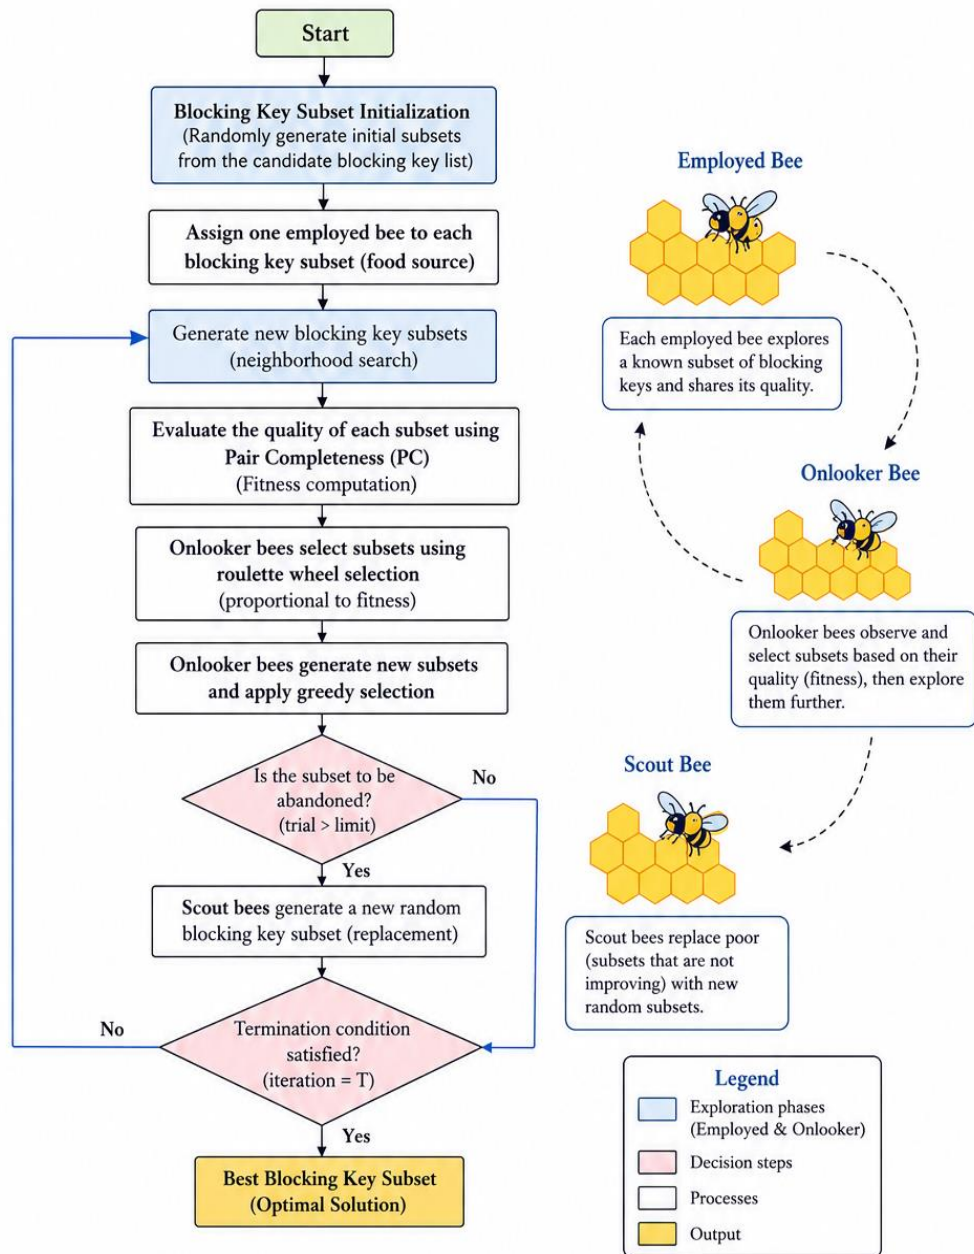 Start
Blocking Key Subset Initialization
(Randomly generate initial subsets
from the candidate blocking key list)
Assign one employed bee to each
blocking key subset (food source)
Generate new blocking key subsets
(neighborhood search)
Evaluate the quality of each subset using
Pair Completeness (PC)
(Fitness computation)
Onlooker bees select subsets using
roulette wheel selection
(proportional to fitness)
Onlooker bees generate new subsets
and apply greedy selection
Is the subset to be
abandoned?
(trial > limit)
No
Yes
Scout bees generate a new random
blocking key subset (replacement)
Termination condition
satisfied?
(iteration = T)
No
Yes
Best Blocking Key Subset
(Optimal Solution)
Employed Bee
Each employed bee explores
a known subset of blocking
keys and shares its quality.
Onlooker Bee
Onlooker bees observe and
select subsets based on their
quality (fitness), then explore
them further.
Scout Bee
Scout bees replace poor
(subsets that are not
improving) with new
random subsets.
Legend
Exploration phases
(Employed & Onlooker)
Decision steps
Processes
Output